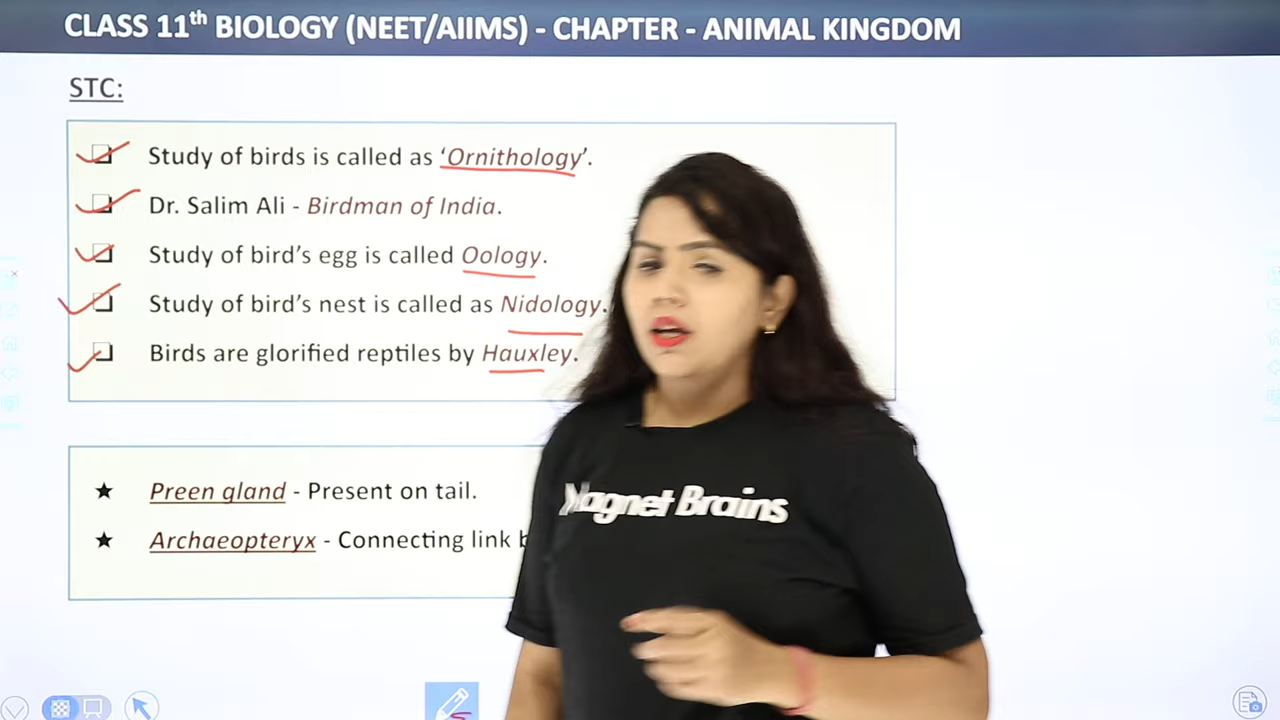 CLASS 11th BIOLOGY (NEET/AIIMS) - CHAPTER - ANIMAL KINGDOM
STC:
Study of birds is called as ‘Ornithology’.
Dr. Salim Ali - Birdman of India.
Study of bird’s egg is called Oology.
Study of bird’s nest is called as Nidology.
Birds are glorified reptiles by Hauxley.
Preen gland - Present on tail.
Archaeopteryx - Connecting link
Magnet Brains